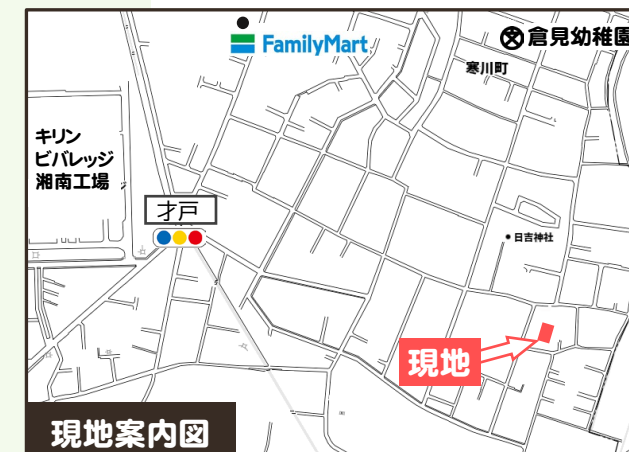 FamilyMart
倉見幼稚園
寒川町
キリン
ビバレッジ
湘南工場
才戸
日吉神社
現地
現地案内図